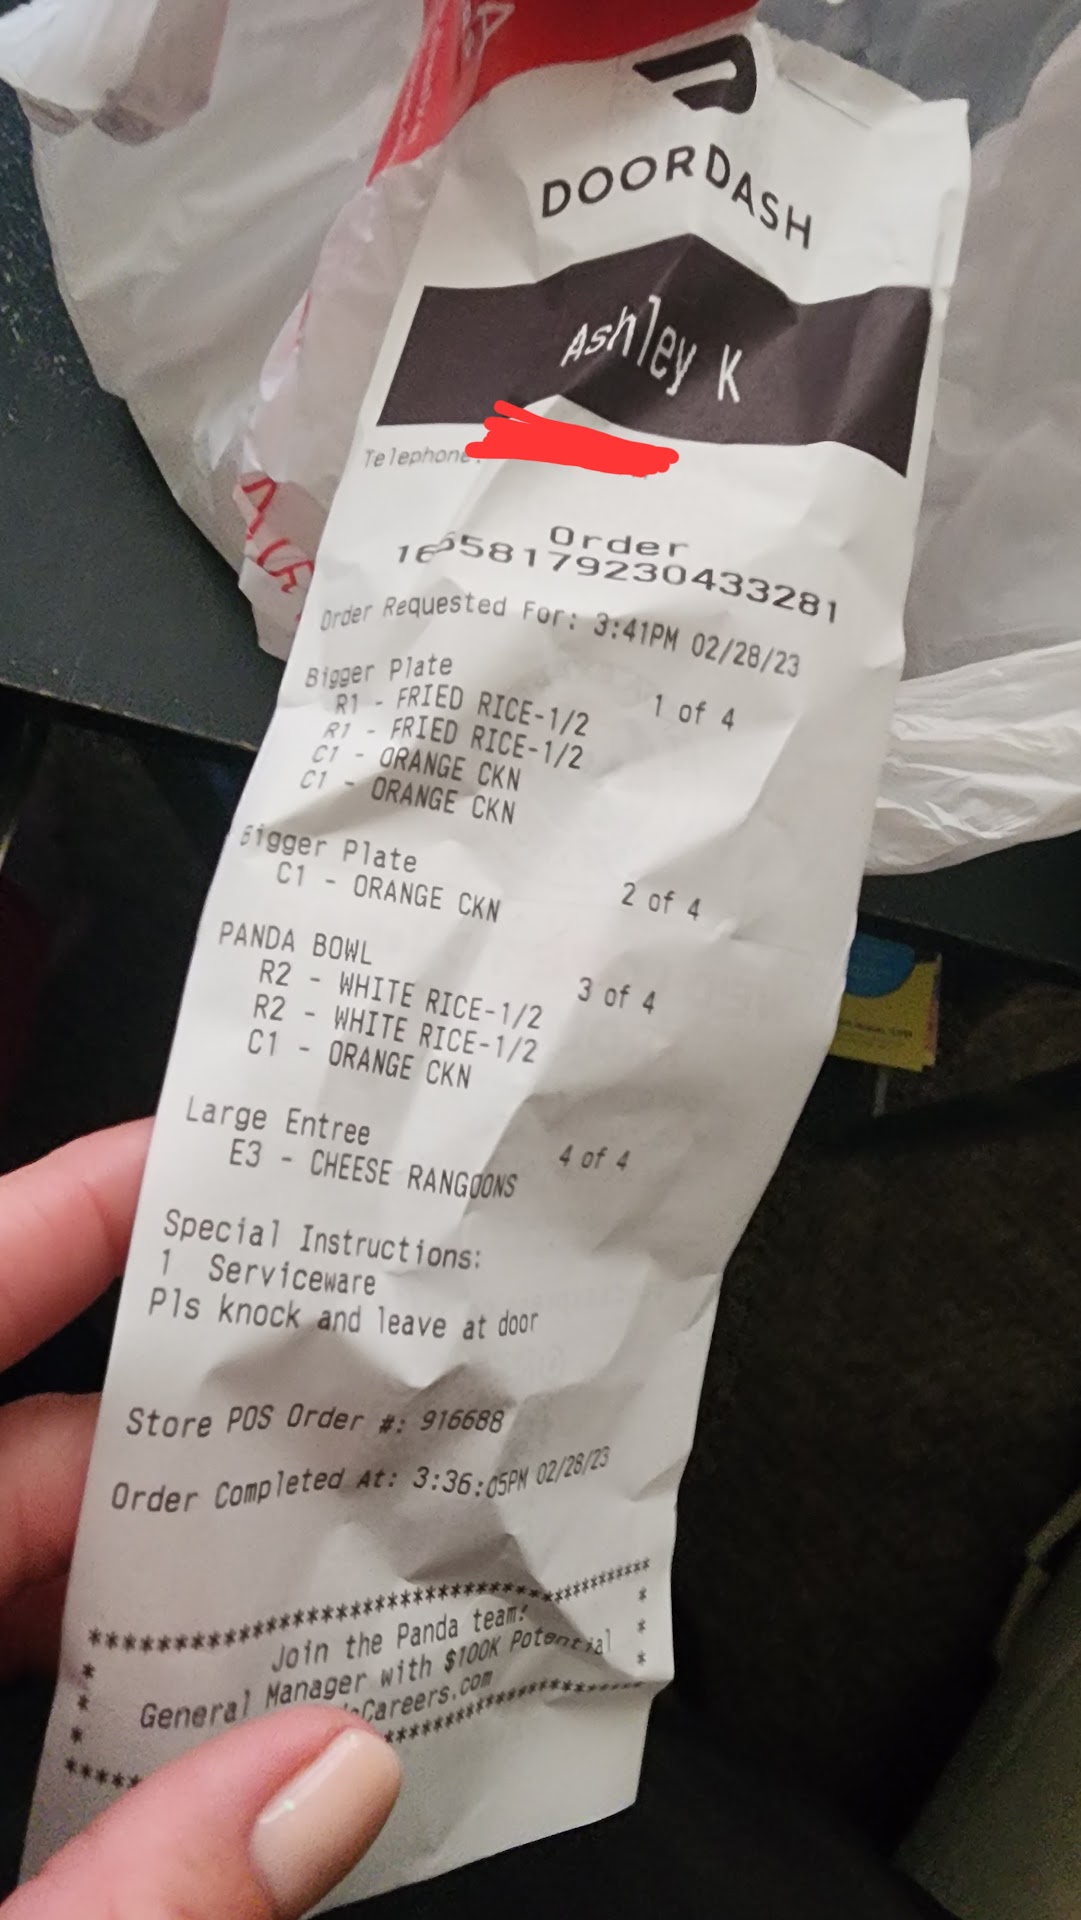 DOORDASH
Ashley K
Telephone:
Order
16658179230433281
Order Requested For: 3:41PM 02/28/23
Bigger Plate 1 of 4
R1 - FRIED RICE-1/2
R1 - FRIED RICE-1/2
C1 - ORANGE CKN
C1 - ORANGE CKN
Bigger Plate 2 of 4
C1 - ORANGE CKN
PANDA BOWL 3 of 4
R2 - WHITE RICE-1/2
R2 - WHITE RICE-1/2
C1 - ORANGE CKN
Large Entree 4 of 4
E3 - CHEESE RANGOONS
Special Instructions:
1 Serviceware
Pls knock and leave at door
Store POS Order #: 916688
Order Completed At: 3:36:05PM 02/28/23
****************************************
* Join the Panda team! *
* General Manager with $100K Potential *
* Careers.com *
****************************************